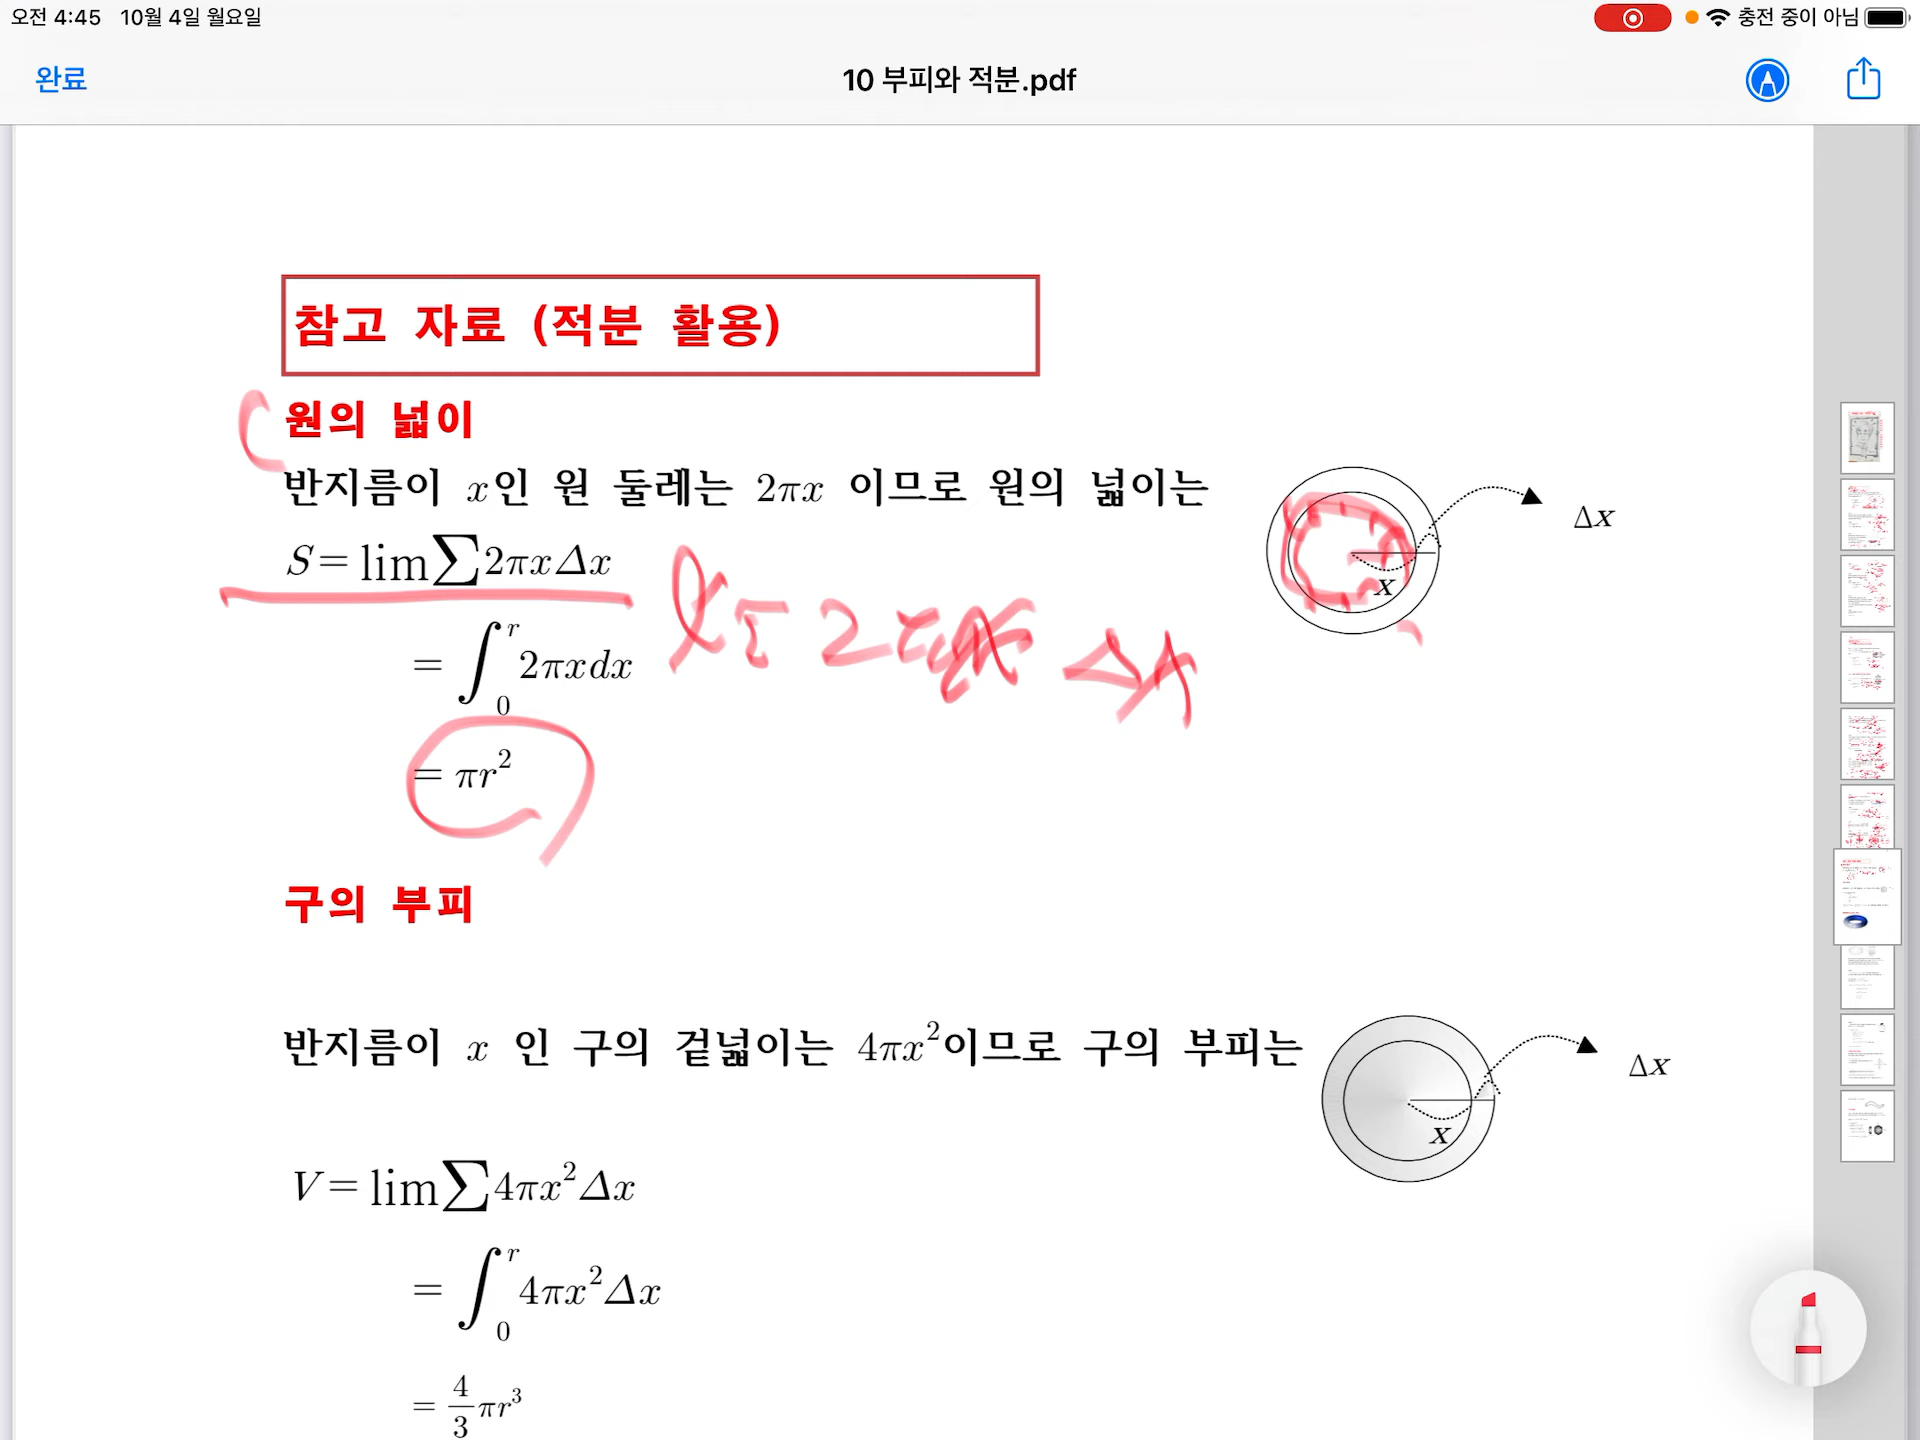 오전 4:45 10월 4일 월요일
충전 중이 아님
완료
10 부피와 적분.pdf
참고 자료 (적분 활용)
원의 넓이
반지름이 x인 원 둘레는 2πx 이므로 원의 넓이는
Δx
x
S = lim∑2πxΔx
= ∫₀ʳ 2πxdx
= πr²
구의 부피
반지름이 x 인 구의 겉넓이는 4πx²이므로 구의 부피는
Δx
x
V = lim∑4πx²Δx
= ∫₀ʳ 4πx²Δx
= 4/3 πr³